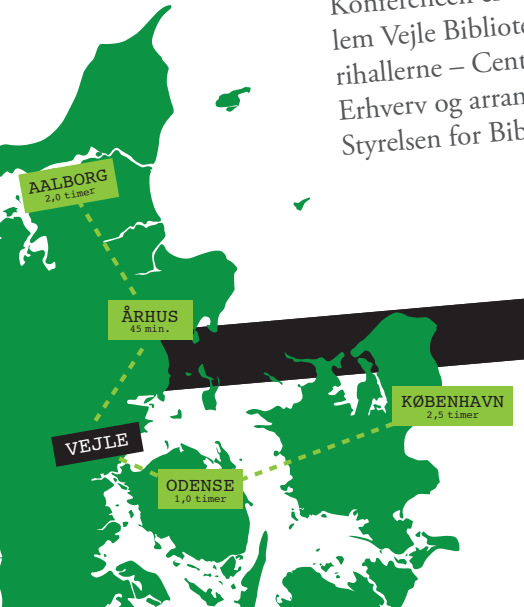 Konferencen
lem Vejle
rihallerne – Cent
Erhverv og arran
Styrelsen for Bib
AALBORG
2,0 timer
ÅRHUS
45 min.
KØBENHAVN
2,5 timer
VEJLE
ODENSE
1,0 timer